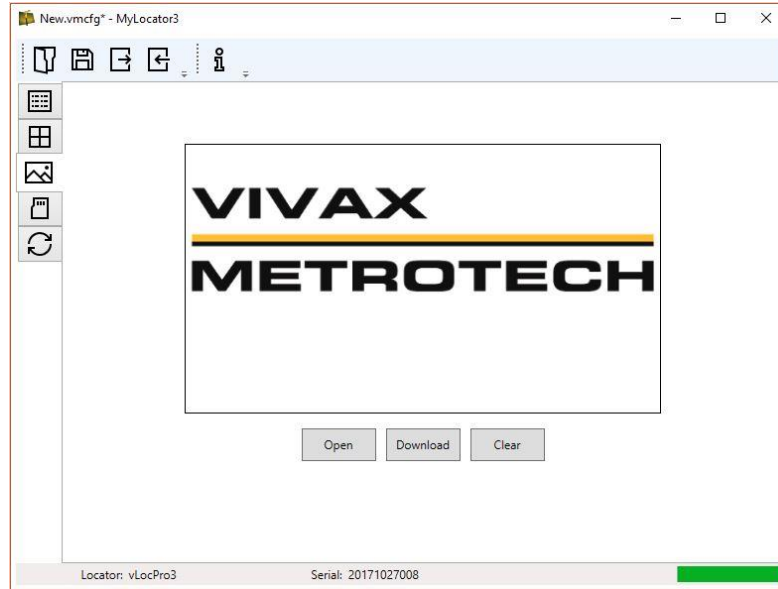 New.vmcfg* - MyLocator3
VIVAX
METROTECH
Open Download Clear
Locator: vLocPro3 Serial: 20171027008